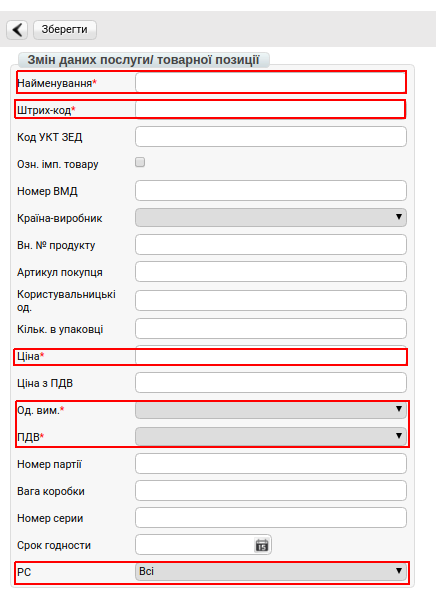 Зберегти
Змін даних послуги/ товарної позиції
Найменування*
Штрих-код*
Код УКТ ЗЕД
Озн. імп. товару
Номер ВМД
Країна-виробник
Вн. № продукту
Артикул покупця
Користувальницькі
од.
Кільк. в упаковці
Ціна*
Ціна з ПДВ
Од. вим.*
ПДВ*
Номер партії
Вага коробки
Номер серии
Срок годности 15
РС Всі